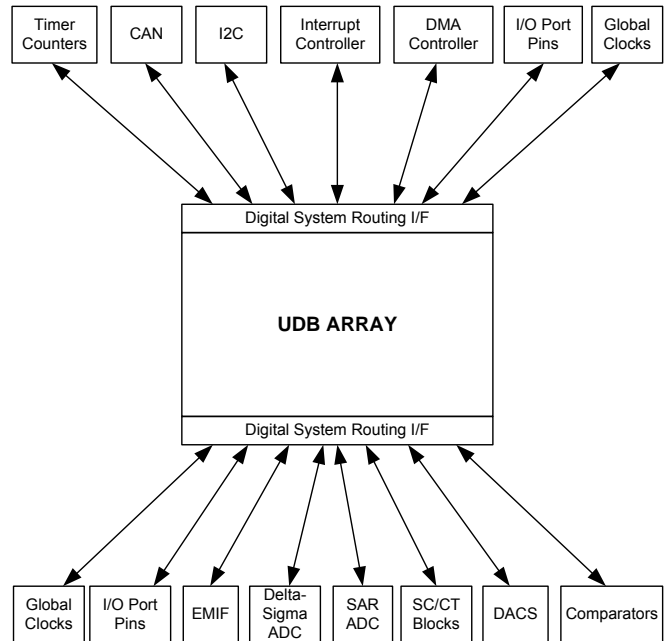 Timer
Counters
CAN
I2C
Interrupt
Controller
DMA
Controller
I/O Port
Pins
Global
Clocks
Digital System Routing I/F
UDB ARRAY
Digital System Routing I/F
Global
Clocks
I/O Port
Pins
EMIF
Delta-
Sigma
ADC
SAR
ADC
SC/CT
Blocks
DACS
Comparators